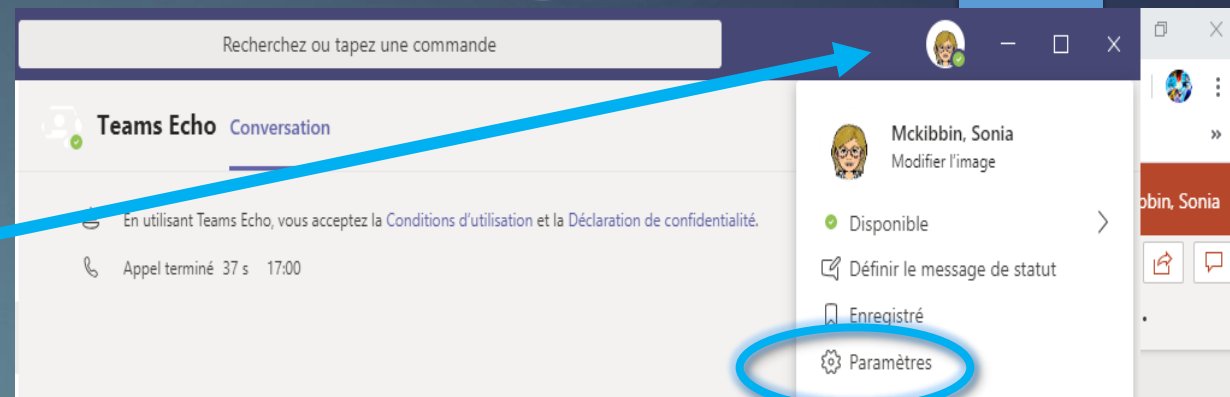 Recherchez ou tapez une commande
Teams Echo Conversation
Mckibbin, Sonia
Modifier l'image
bbin, Sonia
En utilisant Teams Echo, vous acceptez la Conditions d'utilisation et la Déclaration de confidentialité.
Disponible
Appel terminé 37 s 17:00
Définir le message de statut
Enregistré
Paramètres